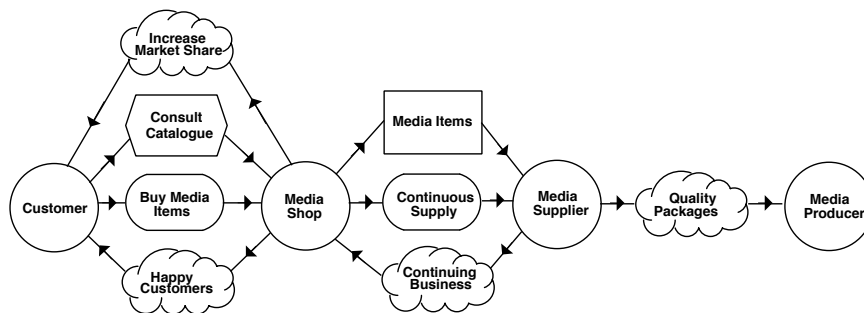 Increase
Market Share
Consult
Catalogue
Media Items
Customer
Buy Media
Items
Media
Shop
Continuous
Supply
Media
Supplier
Quality
Packages
Media
Producer
Happy
Customers
Continuing
Business